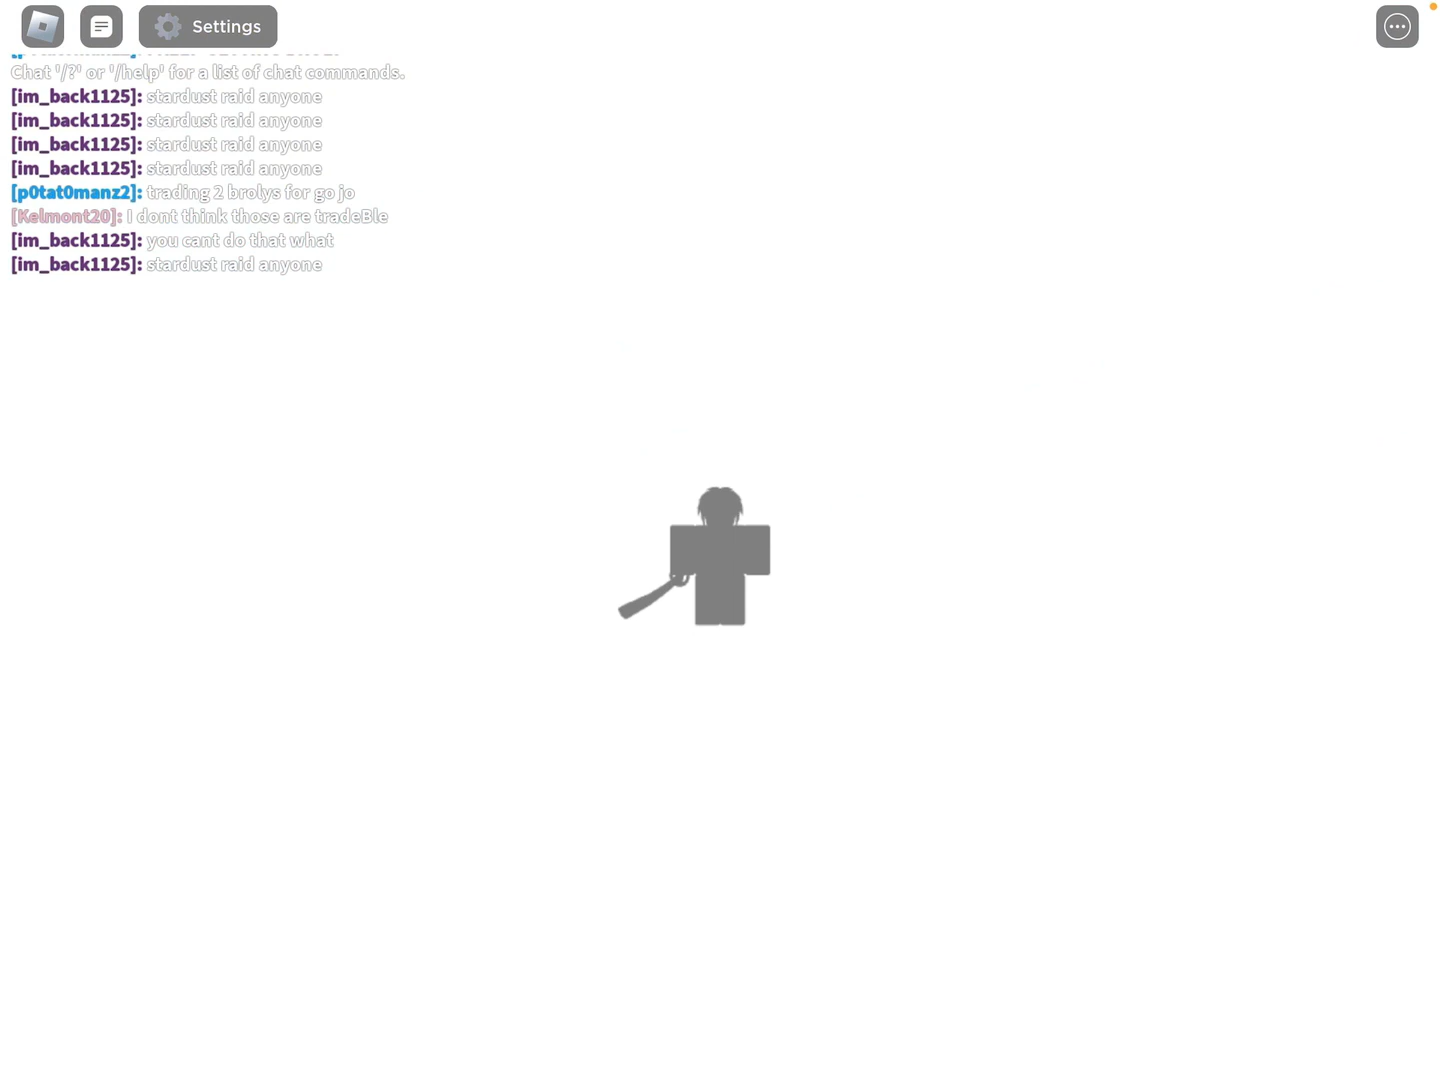 Settings
Chat '/?' or '/help' for a list of chat commands.
[im_back1125]: stardust raid anyone
[im_back1125]: stardust raid anyone
[im_back1125]: stardust raid anyone
[im_back1125]: stardust raid anyone
[p0tat0manz2]: trading 2 brolys for go jo
[Kelmont20]: I dont think those are tradeBle
[im_back1125]: you cant do that what
[im_back1125]: stardust raid anyone